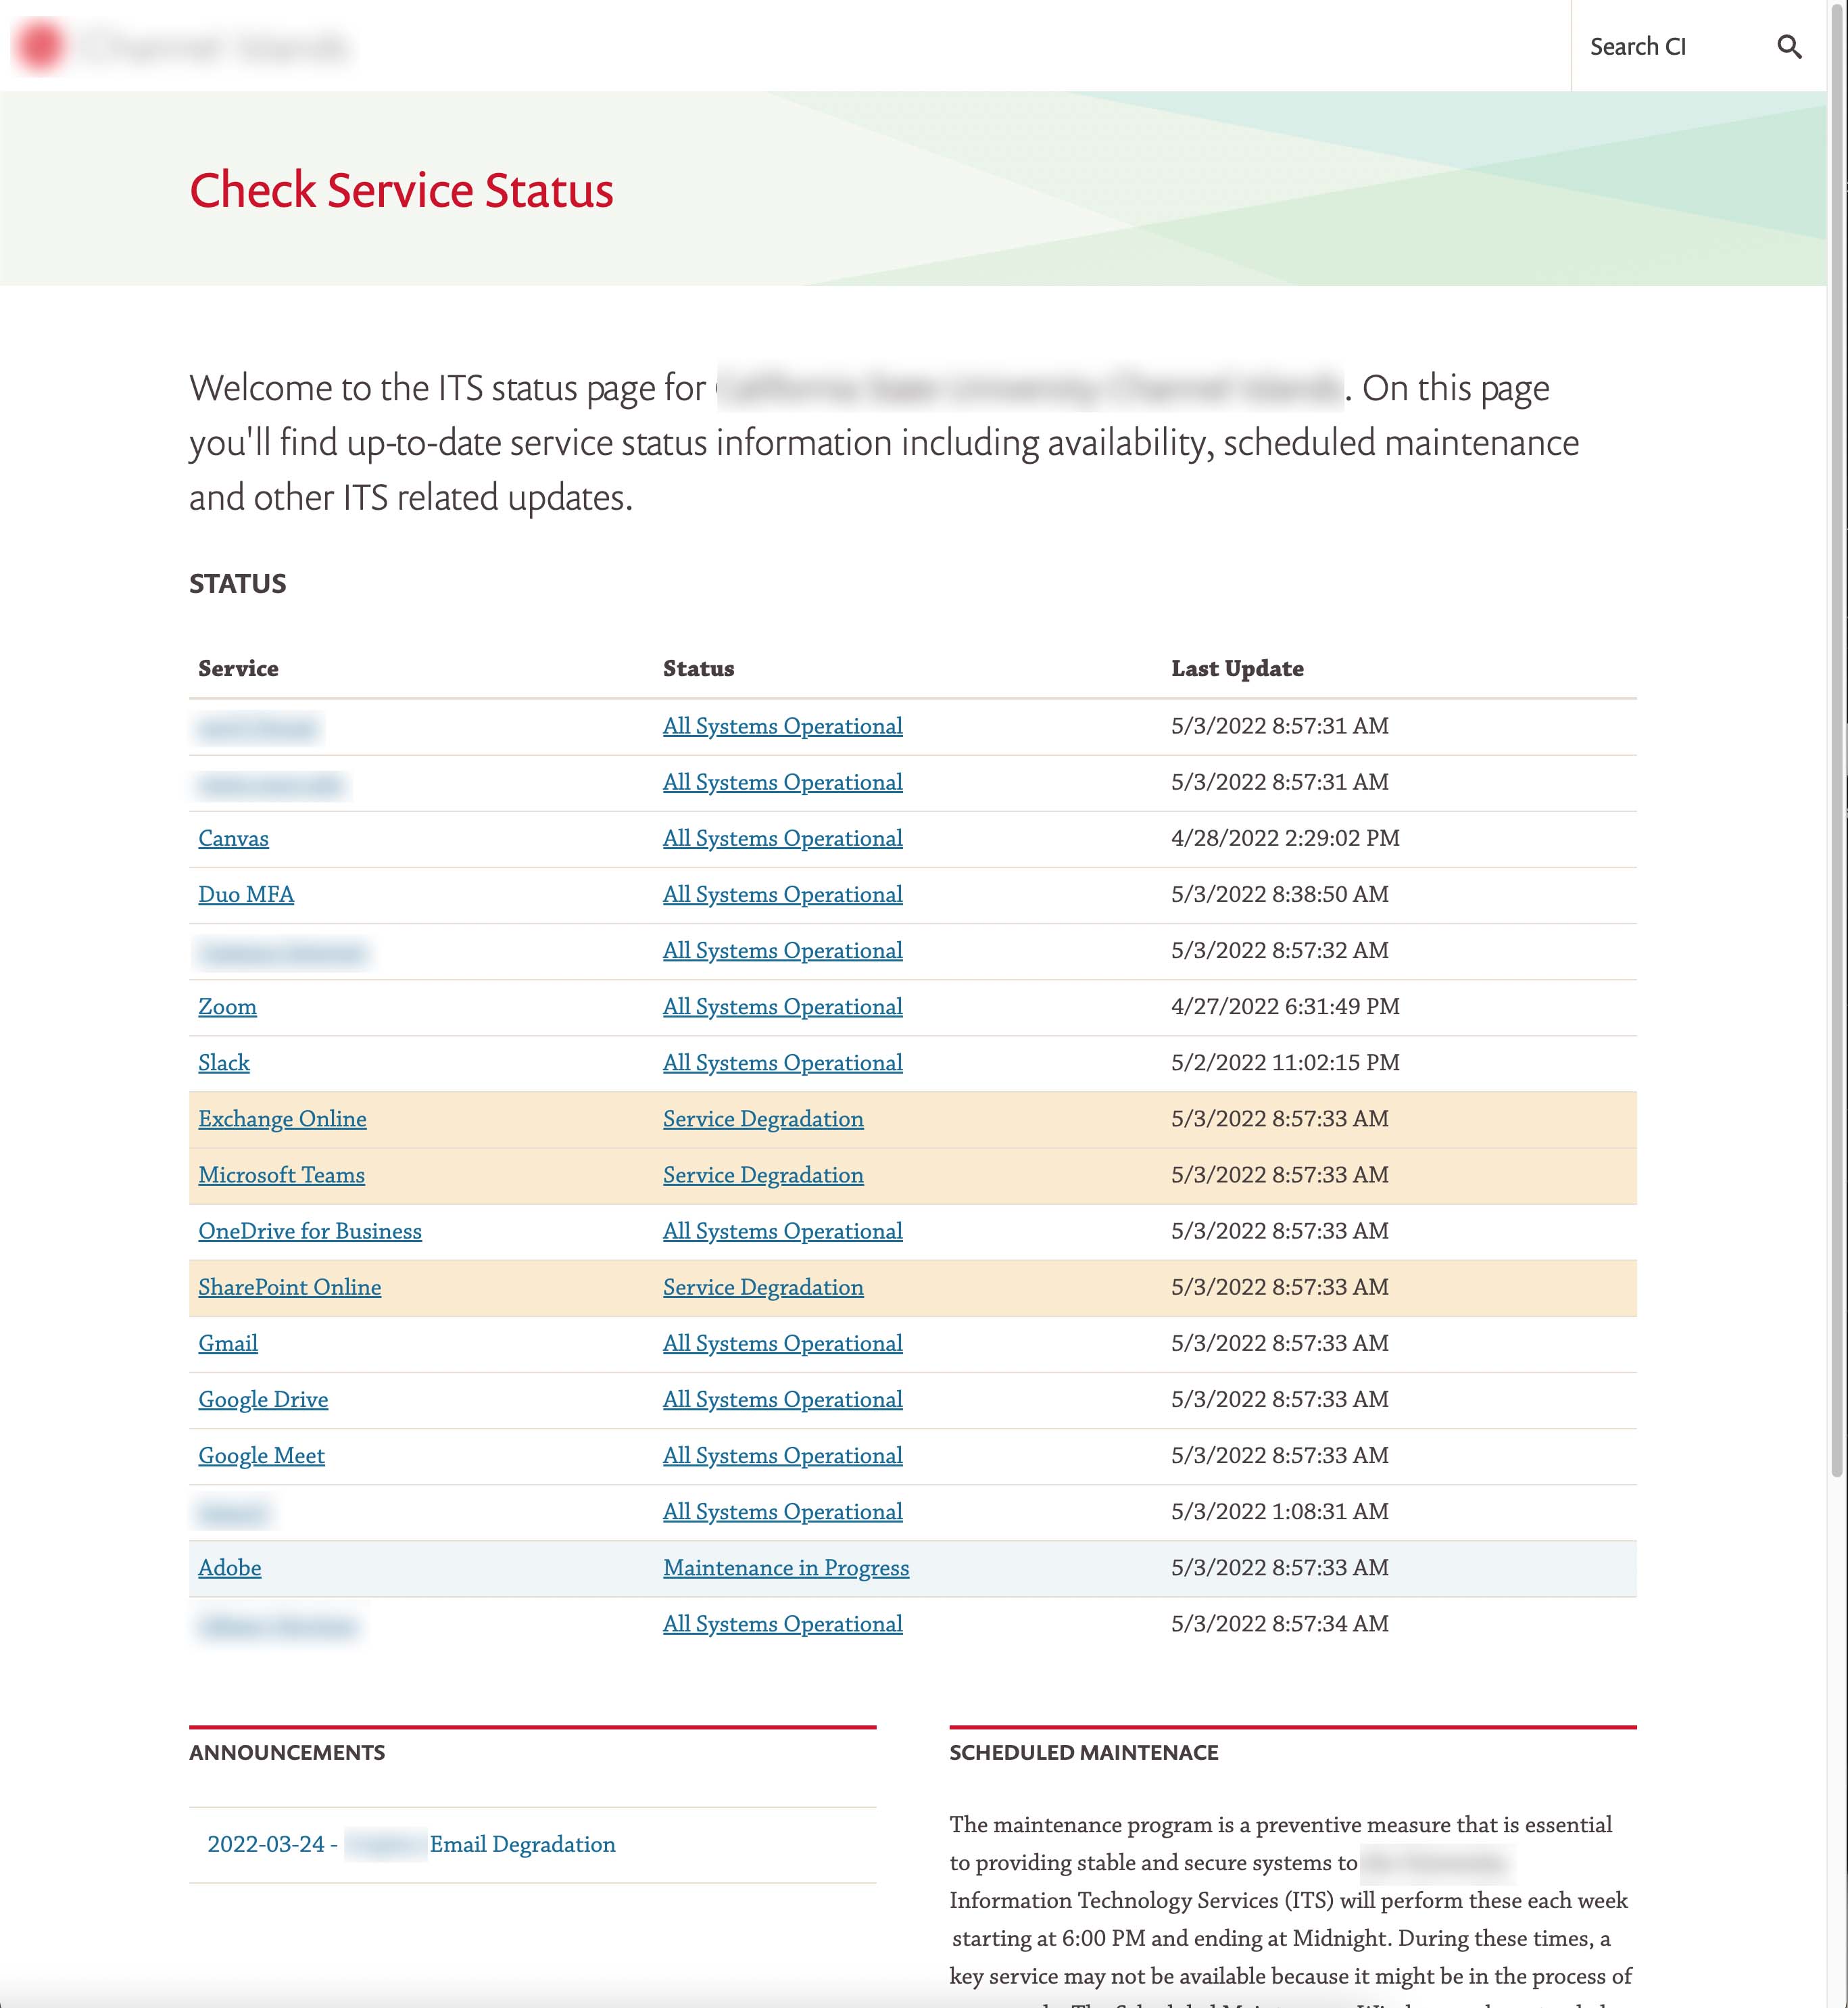 Search CI
Check Service Status
Welcome to the ITS status page for . On this page
you'll find up-to-date service status information including availability, scheduled maintenance
and other ITS related updates.
STATUS
Service Status Last Update
All Systems Operational 5/3/2022 8:57:31 AM
All Systems Operational 5/3/2022 8:57:31 AM
Canvas All Systems Operational 4/28/2022 2:29:02 PM
Duo MFA All Systems Operational 5/3/2022 8:38:50 AM
All Systems Operational 5/3/2022 8:57:32 AM
Zoom All Systems Operational 4/27/2022 6:31:49 PM
Slack All Systems Operational 5/2/2022 11:02:15 PM
Exchange Online Service Degradation 5/3/2022 8:57:33 AM
Microsoft Teams Service Degradation 5/3/2022 8:57:33 AM
OneDrive for Business All Systems Operational 5/3/2022 8:57:33 AM
SharePoint Online Service Degradation 5/3/2022 8:57:33 AM
Gmail All Systems Operational 5/3/2022 8:57:33 AM
Google Drive All Systems Operational 5/3/2022 8:57:33 AM
Google Meet All Systems Operational 5/3/2022 8:57:33 AM
All Systems Operational 5/3/2022 1:08:31 AM
Adobe Maintenance in Progress 5/3/2022 8:57:33 AM
All Systems Operational 5/3/2022 8:57:34 AM
ANNOUNCEMENTS
2022-03-24 - Email Degradation
SCHEDULED MAINTENACE
The maintenance program is a preventive measure that is essential
to providing stable and secure systems to
Information Technology Services (ITS) will perform these each week
starting at 6:00 PM and ending at Midnight. During these times, a
key service may not be available because it might be in the process of